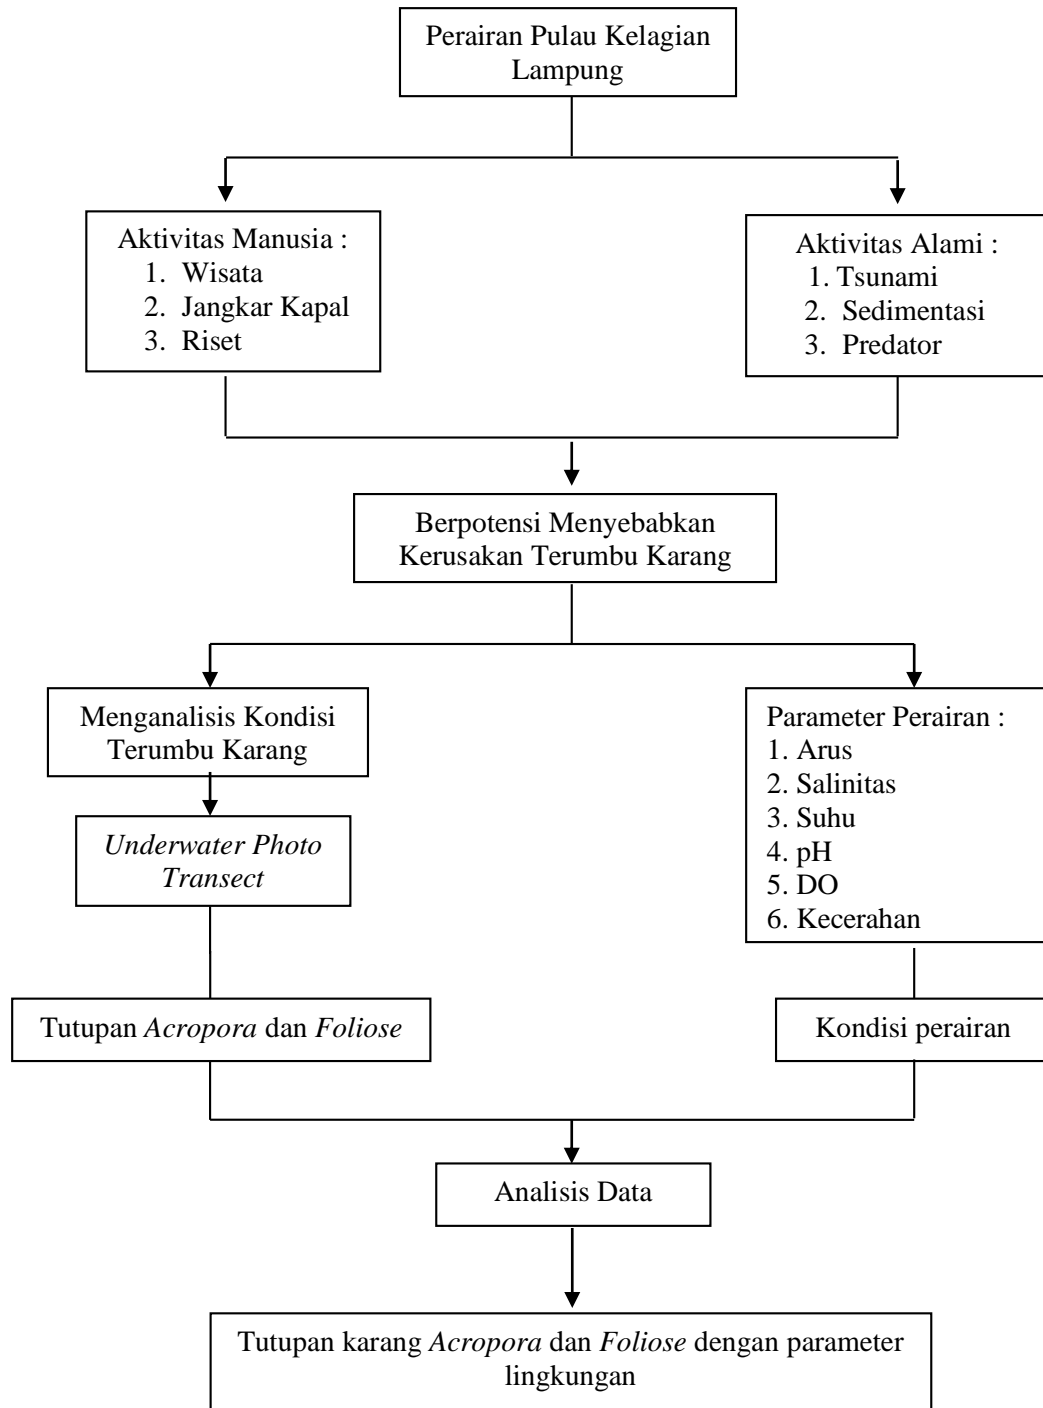 Perairan Pulau Kelagian
Lampung
Aktivitas Manusia :
1. Wisata
2. Jangkar Kapal
3. Riset
Aktivitas Alami :
1. Tsunami
2. Sedimentasi
3. Predator
Berpotensi Menyebabkan
Kerusakan Terumbu Karang
Menganalisis Kondisi
Terumbu Karang
Underwater Photo
Transect
Tutupan Acropora dan Foliose
Parameter Perairan :
1. Arus
2. Salinitas
3. Suhu
4. pH
5. DO
6. Kecerahan
Kondisi perairan
Analisis Data
Tutupan karang Acropora dan Foliose dengan parameter
lingkungan